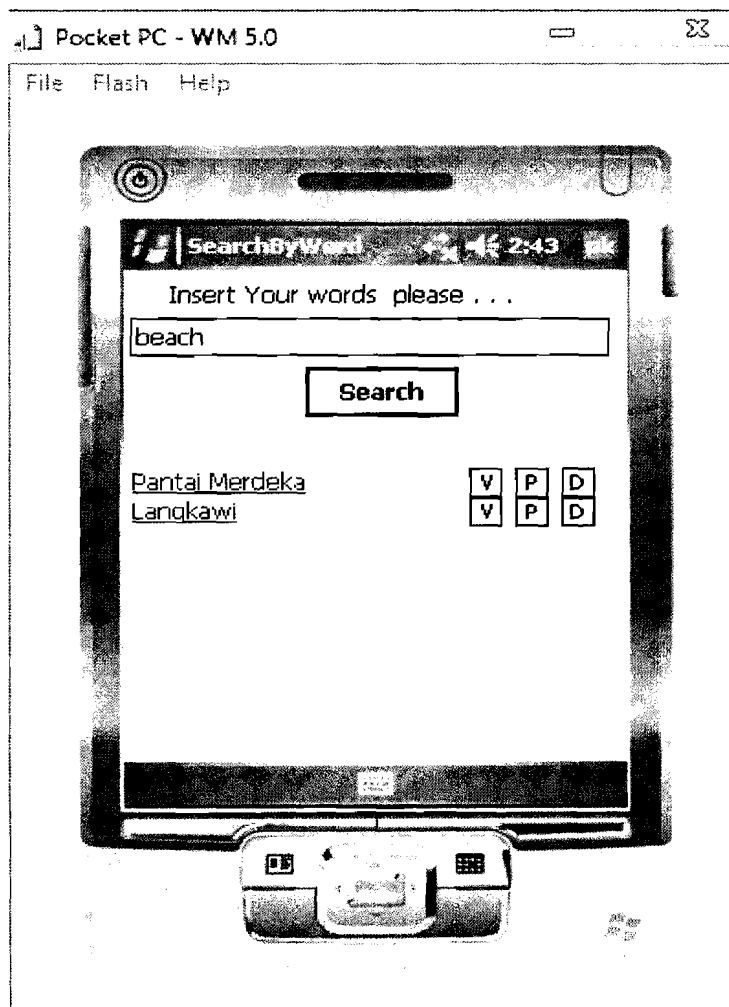 Pocket PC - WM 5.0
File Flash Help
SearchByWord 2:43 ok
Insert Your words please . . .
beach
Search
Pantai Merdeka V P D
Langkawi V P D